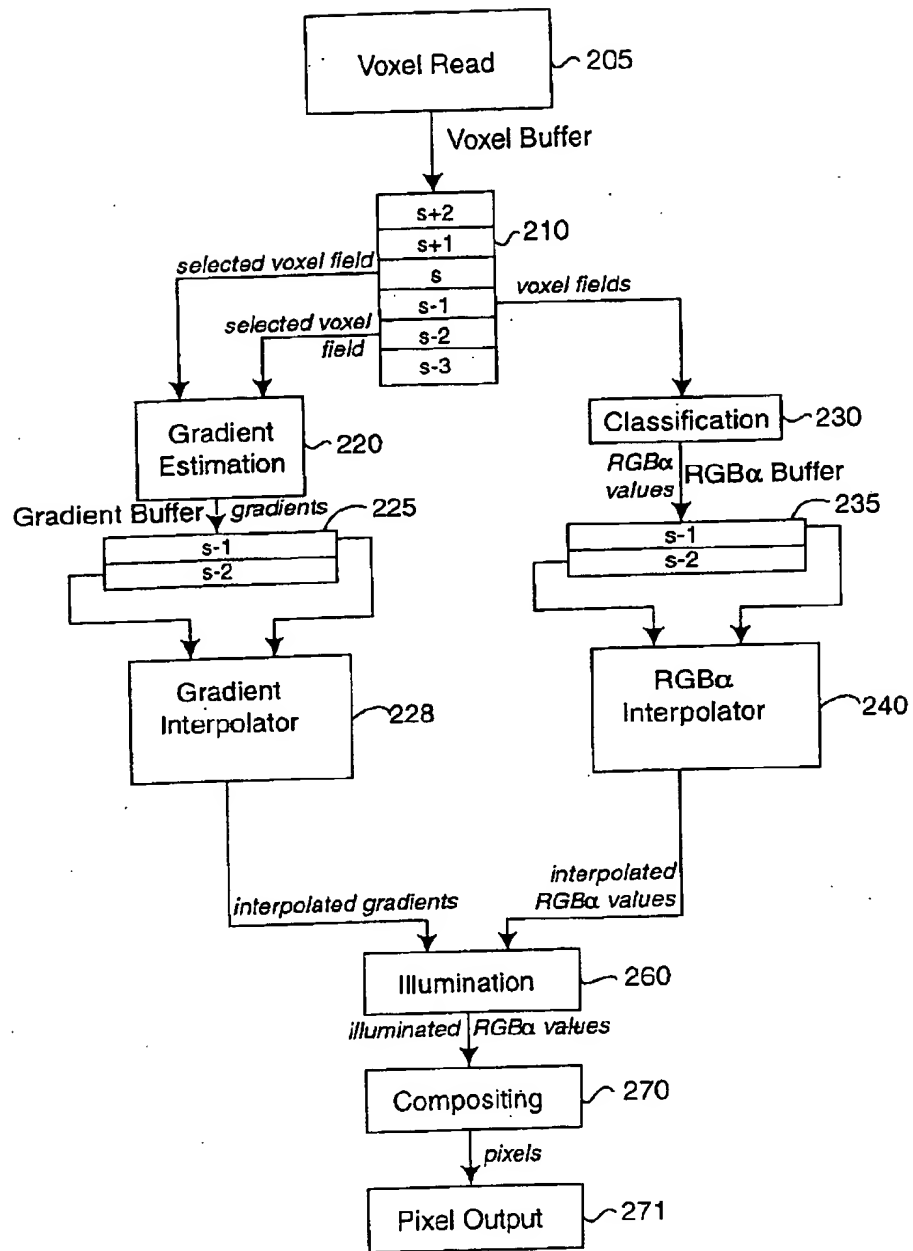 Voxel Read
205
Voxel Buffer
s+2
s+1
s
s-1
s-2
s-3
210
selected voxel field
selected voxel
field
voxel fields
Gradient
Estimation
220
Classification
230
Gradient Buffer
gradients
225
s-1
s-2
RGBα
values
RGBα Buffer
235
s-1
s-2
Gradient
Interpolator
228
RGBα
Interpolator
240
interpolated gradients
interpolated
RGBα values
Illumination
260
illuminated RGBα values
Compositing
270
pixels
Pixel Output
271